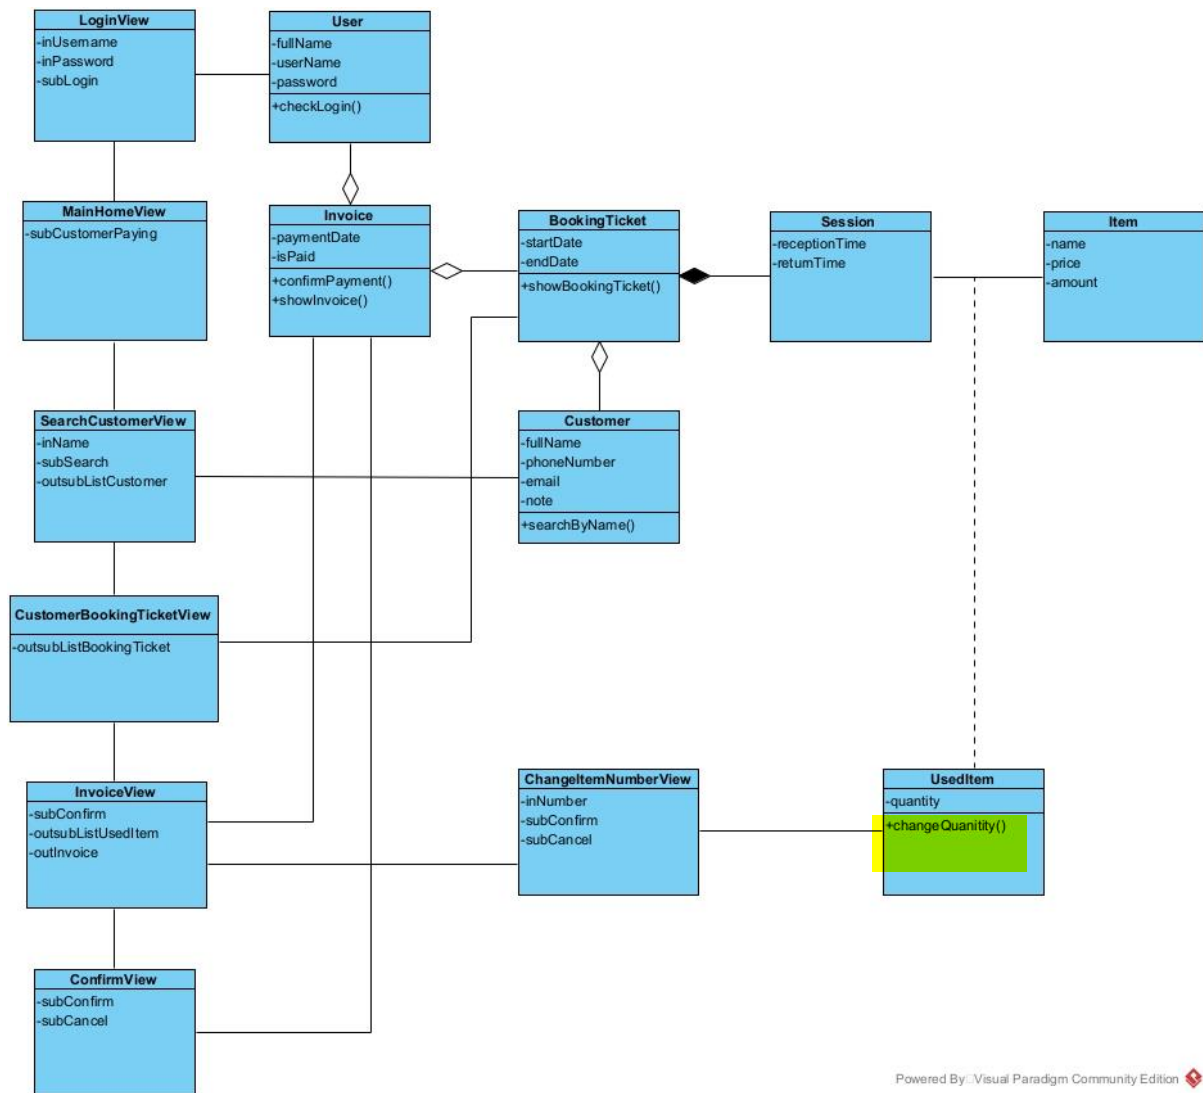 LoginView
-inUsername
-inPassword
-subLogin
User
-fullName
-userName
-password
+checkLogin()
MainHomeView
-subCustomerPaying
Invoice
-paymentDate
-isPaid
+confirmPayment()
+showInvoice()
BookingTicket
-startDate
-endDate
+showBookingTicket()
Session
-receptionTime
-returnTime
Item
-name
-price
-amount
SearchCustomerView
-inName
-subSearch
-outsubListCustomer
Customer
-fullName
-phoneNumber
-email
-note
+searchByName()
CustomerBookingTicketView
-outsubListBookingTicket
InvoiceView
-subConfirm
-outsubListUsedItem
-outInvoice
ChangeItemNumberView
-inNumber
-subConfirm
-subCancel
UsedItem
-quantity
+changeQuanitity()
ConfirmView
-subConfirm
-subCancel
Powered By Visual Paradigm Community Edition